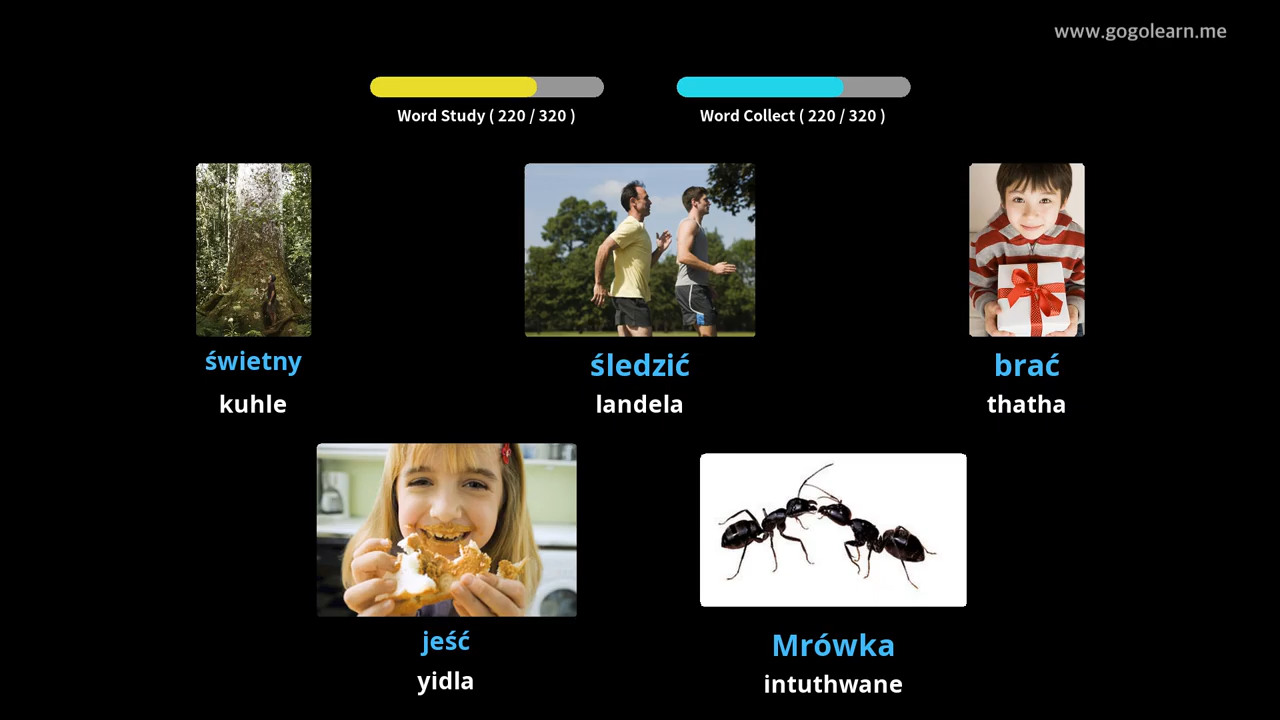 www.gogolearn.me
Word Study ( 220 / 320 )
Word Collect ( 220 / 320 )
świetny
kuhle
śledzić
landela
brać
thatha
jeść
yidla
Mrówka
intuthwane